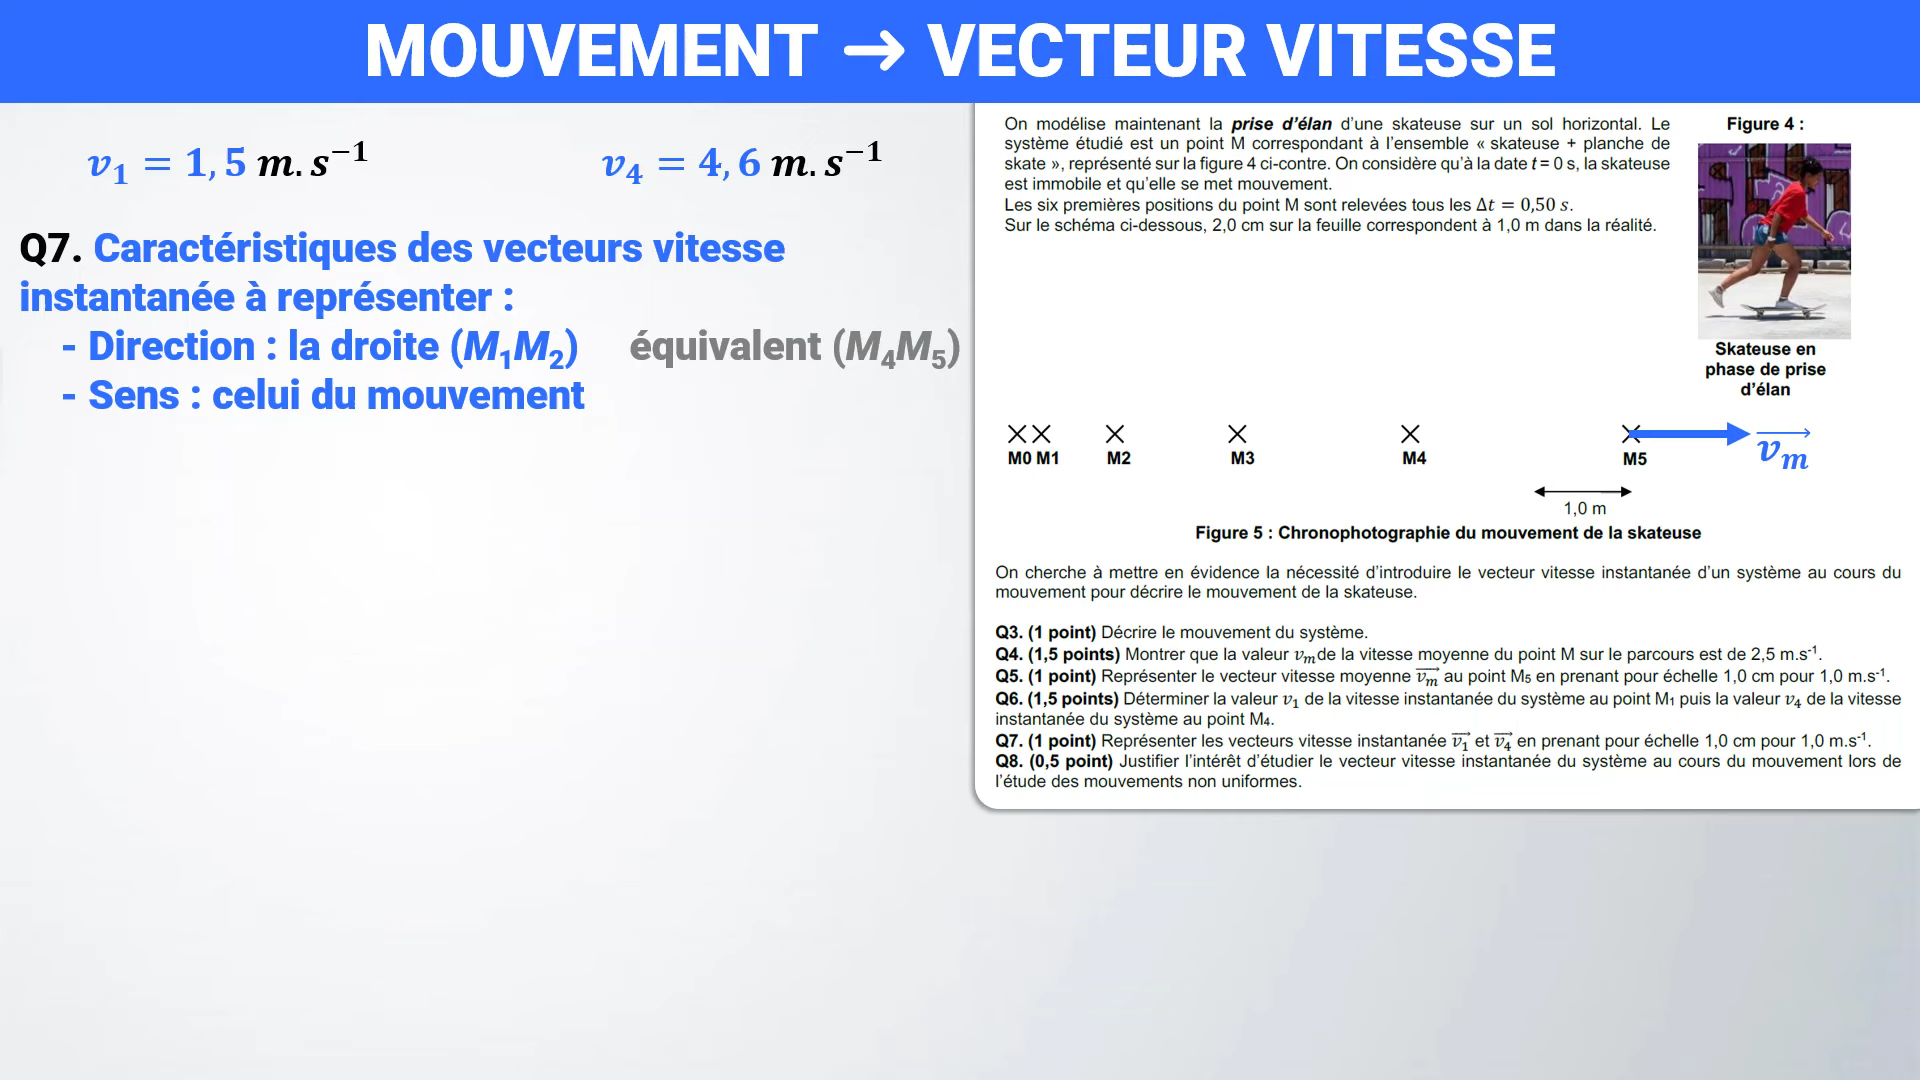 MOUVEMENT → VECTEUR VITESSE
v₁ = 1,5 m.s⁻¹ v₄ = 4,6 m.s⁻¹
Q7. Caractéristiques des vecteurs vitesse
instantanée à représenter :
- Direction : la droite (M₁M₂) équivalent (M₄M₅)
- Sens : celui du mouvement
On modélise maintenant la prise d’élan d’une skateuse sur un sol horizontal. Le
système étudié est un point M correspondant à l’ensemble « skateuse + planche de
skate », représenté sur la figure 4 ci-contre. On considère qu’à la date t = 0 s, la skateuse
est immobile et qu’elle se met mouvement.
Les six premières positions du point M sont relevées tous les Δt = 0,50 s.
Sur le schéma ci-dessous, 2,0 cm sur la feuille correspondent à 1,0 m dans la réalité.
Figure 4 :
Skateuse en
phase de prise
d’élan
M0 M1 M2 M3 M4 M5
v⃗ₘ
1,0 m
Figure 5 : Chronophotographie du mouvement de la skateuse
On cherche à mettre en évidence la nécessité d’introduire le vecteur vitesse instantanée d’un système au cours du
mouvement pour décrire le mouvement de la skateuse.
Q3. (1 point) Décrire le mouvement du système.
Q4. (1,5 points) Montrer que la valeur vₘde la vitesse moyenne du point M sur le parcours est de 2,5 m.s⁻¹.
Q5. (1 point) Représenter le vecteur vitesse moyenne v⃗ₘ au point M₅ en prenant pour échelle 1,0 cm pour 1,0 m.s⁻¹.
Q6. (1,5 points) Déterminer la valeur v₁ de la vitesse instantanée du système au point M₁ puis la valeur v₄ de la vitesse
instantanée du système au point M₄.
Q7. (1 point) Représenter les vecteurs vitesse instantanée v⃗₁ et v⃗₄ en prenant pour échelle 1,0 cm pour 1,0 m.s⁻¹.
Q8. (0,5 point) Justifier l’intérêt d’étudier le vecteur vitesse instantanée du système au cours du mouvement lors de
l’étude des mouvements non uniformes.